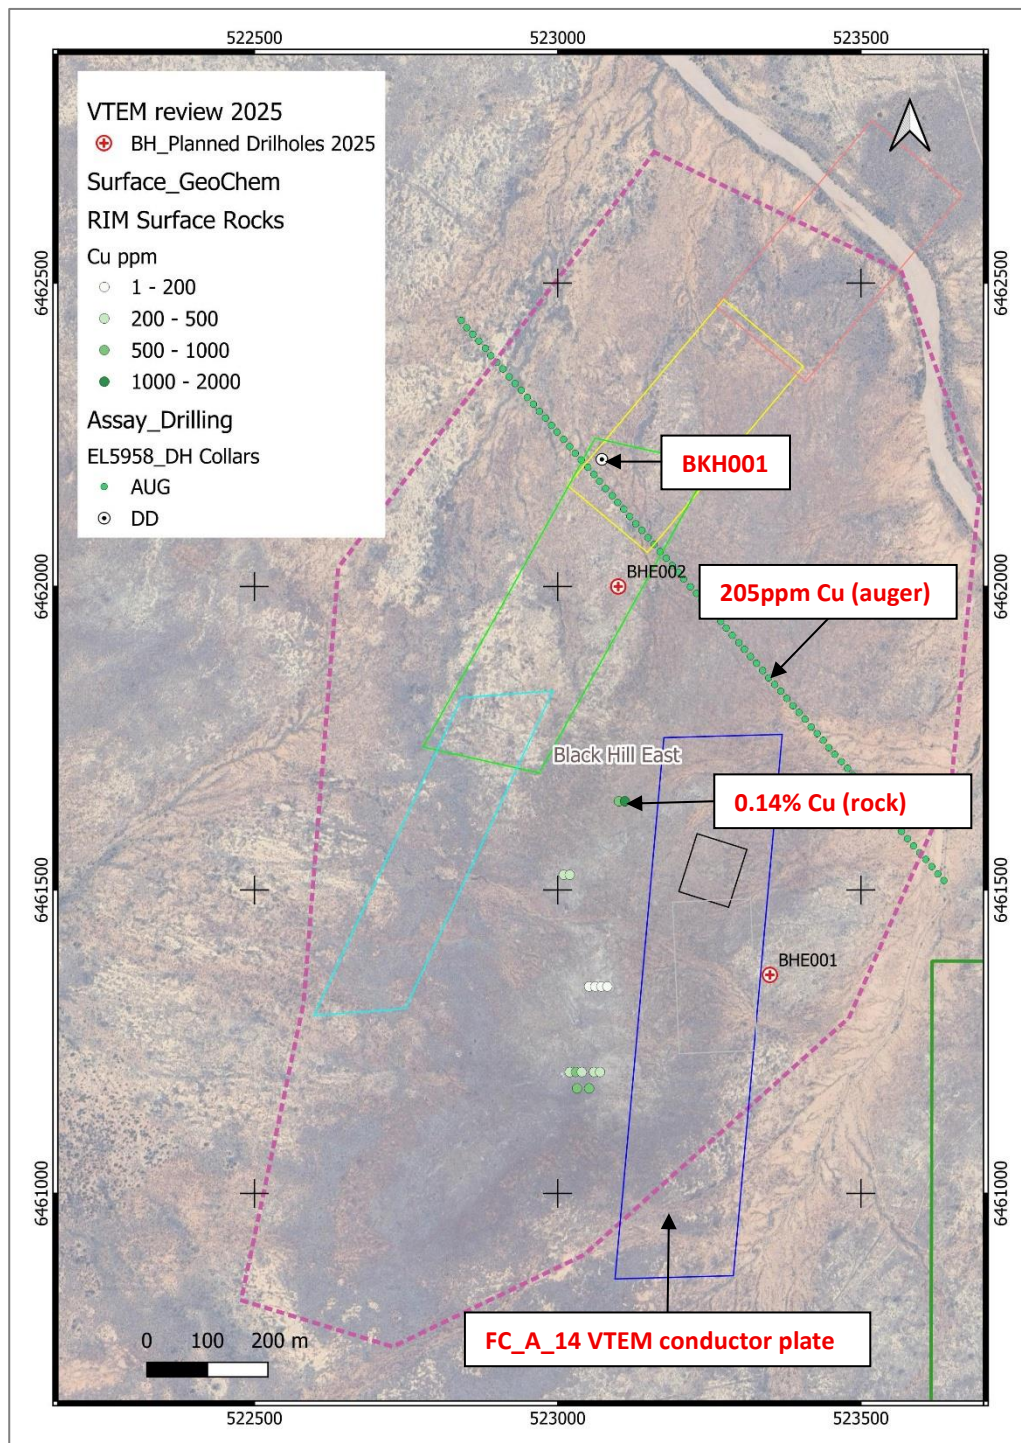 522500
523000
523500
VTEM review 2025
BH_Planned Drilholes 2025
Surface_GeoChem
RIM Surface Rocks
Cu ppm
1 - 200
200 - 500
500 - 1000
1000 - 2000
Assay_Drilling
EL5958_DH Collars
AUG
DD
6462500
6462500
BKH001
BHE002
6462000
6462000
205ppm Cu (auger)
Black Hill East
0.14% Cu (rock)
6461500
6461500
BHE001
6461000
6461000
FC_A_14 VTEM conductor plate
0 100 200 m
522500
523000
523500